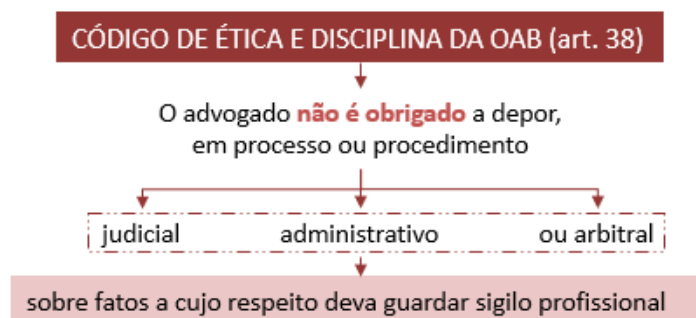 CÓDIGO DE ÉTICA E DISCIPLINA DA OAB (art. 38)
O advogado não é obrigado a depor,
em processo ou procedimento
judicial administrativo ou arbitral
sobre fatos a cujo respeito deva guardar sigilo profissional